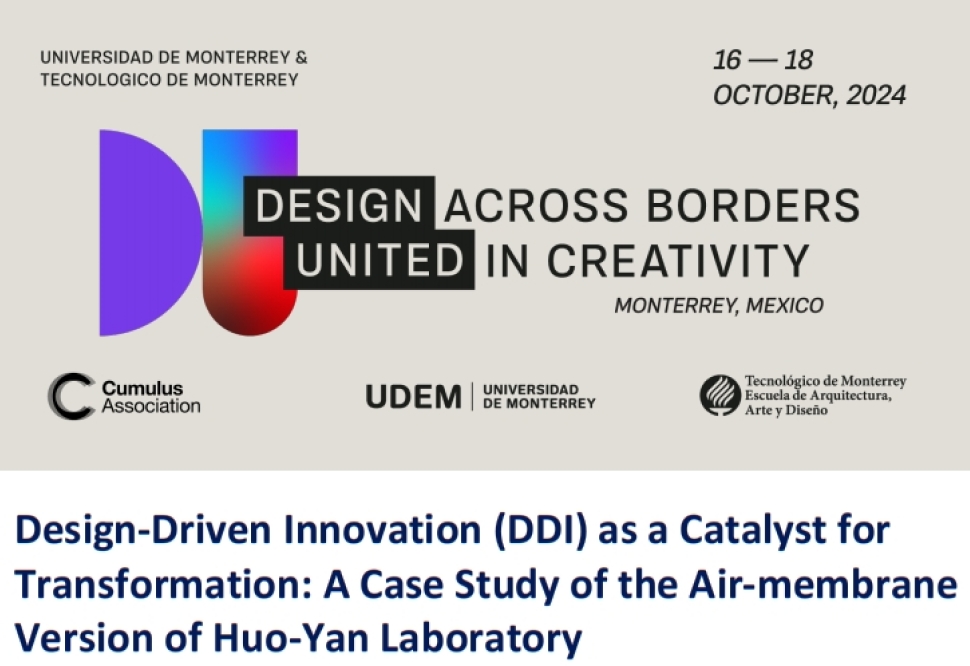 UNIVERSIDAD DE MONTERREY &
TECNOLOGICO DE MONTERREY
16 — 18
OCTOBER, 2024
DU
DESIGN ACROSS BORDERS
UNITED IN CREATIVITY
MONTERREY, MEXICO
Cumulus
Association
UDEM | UNIVERSIDAD
DE MONTERREY
Tecnológico de Monterrey
Escuela de Arquitectura,
Arte y Diseño
Design-Driven Innovation (DDI) as a Catalyst for
Transformation: A Case Study of the Air-membrane
Version of Huo-Yan Laboratory